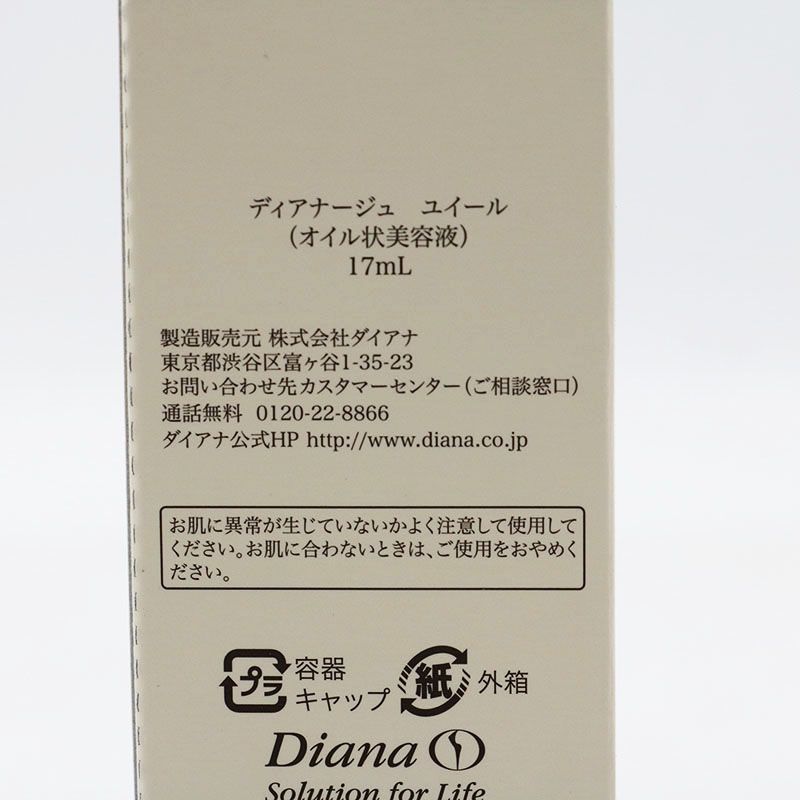 ディアナージュ　ユイール
（オイル状美容液）
17mL
製造販売元 株式会社ダイアナ
東京都渋谷区富ヶ谷1-35-23
お問い合わせ先カスタマーセンター（ご相談窓口）
通話無料 0120-22-8866
ダイアナ公式HP http://www.diana.co.jp
お肌に異常が生じていないかよく注意して使用して
ください。お肌に合わないときは、ご使用をおやめく
ださい。
プラ 容器
キャップ
紙 外箱
Diana
Solution for Life